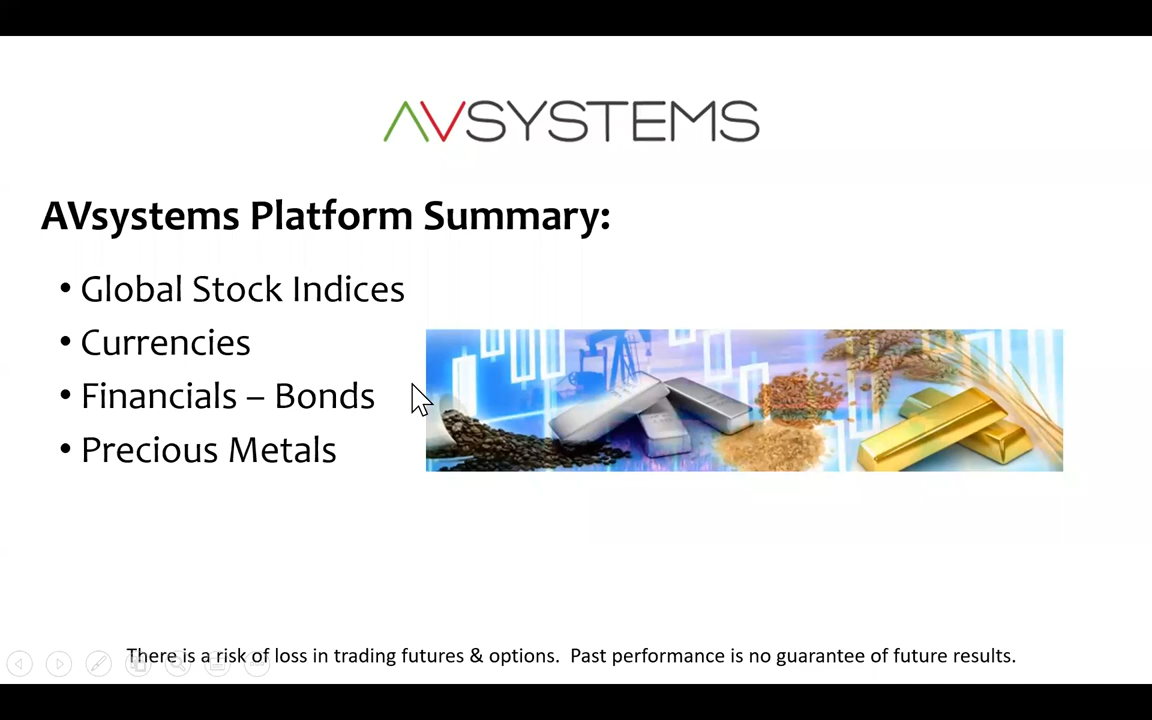 AVSYSTEMS
AVsystems Platform Summary:
• Global Stock Indices
• Currencies
• Financials – Bonds
• Precious Metals
There is a risk of loss in trading futures & options. Past performance is no guarantee of future results.